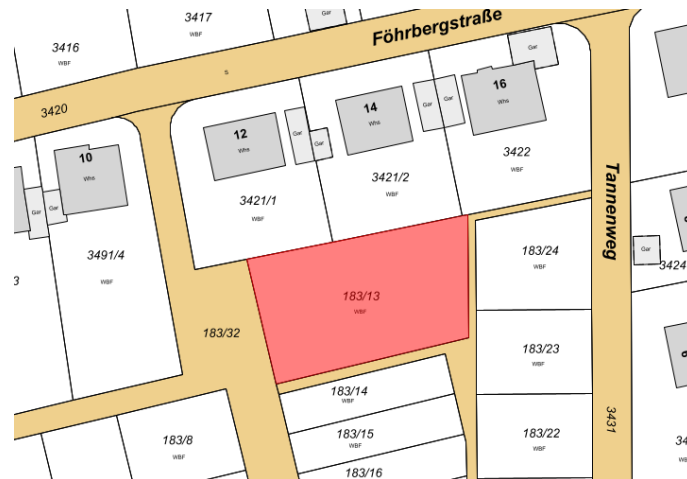 3417
WBF
Gar
Föhrbergstraße
3416
WBF
S
3420
Gar
10
Whs
Gar
Gar
12
Whs
Gar
Gar
14
Whs
Gar
Gar
16
Whs
3421/1
WBF
3421/2
WBF
3422
WBF
Tannenweg
3491/4
WBF
3
183/32
183/13
WBF
183/24
WBF
Gar
3424
183/23
WBF
183/14
WBF
183/15
WBF
183/16
183/8
WBF
183/22
WBF
3431